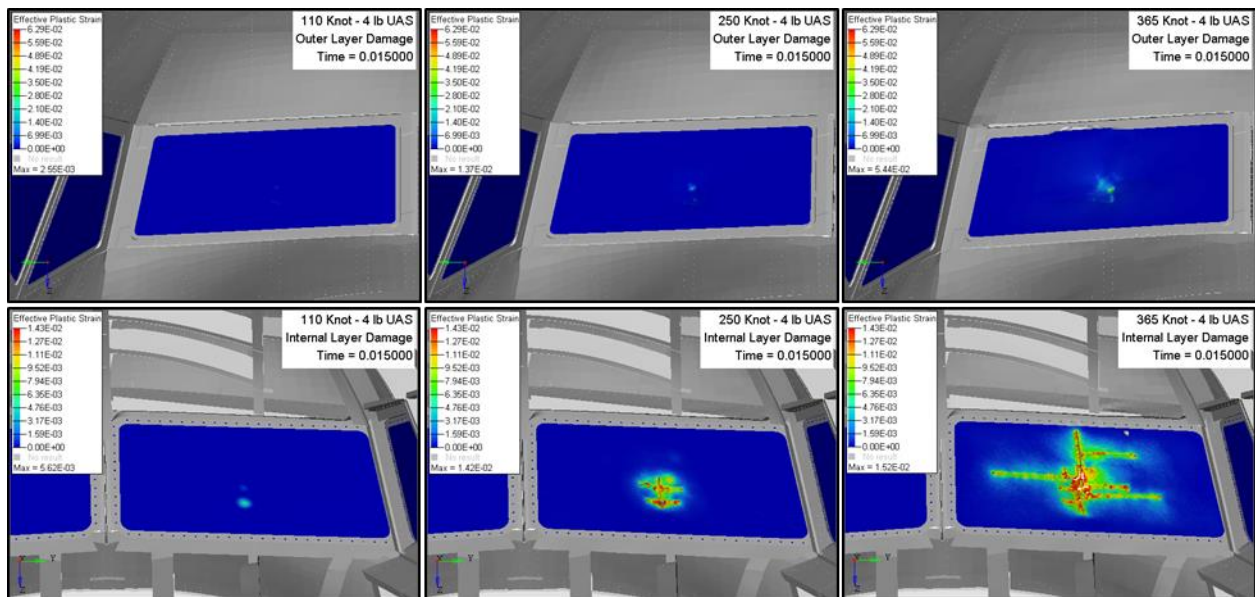 Effective Plastic Strain
6.29E-02
5.59E-02
4.89E-02
4.19E-02
3.50E-02
2.80E-02
2.10E-02
1.40E-02
6.99E-03
0.00E+00
No result
Max = 2.55E-03
110 Knot - 4 lb UAS
Outer Layer Damage
Time = 0.015000
Z
Effective Plastic Strain
6.29E-02
5.59E-02
4.89E-02
4.19E-02
3.50E-02
2.80E-02
2.10E-02
1.40E-02
6.99E-03
0.00E+00
No result
Max = 1.37E-02
250 Knot - 4 lb UAS
Outer Layer Damage
Time = 0.015000
Z
Effective Plastic Strain
6.29E-02
5.59E-02
4.89E-02
4.19E-02
3.50E-02
2.80E-02
2.10E-02
1.40E-02
6.99E-03
0.00E+00
No result
Max = 5.44E-02
365 Knot - 4 lb UAS
Outer Layer Damage
Time = 0.015000
Z
Effective Plastic Strain
1.43E-02
1.27E-02
1.11E-02
9.52E-03
7.94E-03
6.35E-03
4.76E-03
3.17E-03
1.59E-03
0.00E+00
No result
Max = 5.62E-03
110 Knot - 4 lb UAS
Internal Layer Damage
Time = 0.015000
X Y
Z
Effective Plastic Strain
1.43E-02
1.27E-02
1.11E-02
9.52E-03
7.94E-03
6.35E-03
4.76E-03
3.17E-03
1.59E-03
0.00E+00
No result
Max = 1.42E-02
250 Knot - 4 lb UAS
Internal Layer Damage
Time = 0.015000
X Y
Z
Effective Plastic Strain
1.43E-02
1.27E-02
1.11E-02
9.52E-03
7.94E-03
6.35E-03
4.76E-03
3.17E-03
1.59E-03
0.00E+00
No result
Max = 1.52E-02
365 Knot - 4 lb UAS
Internal Layer Damage
Time = 0.015000
X Y
Z